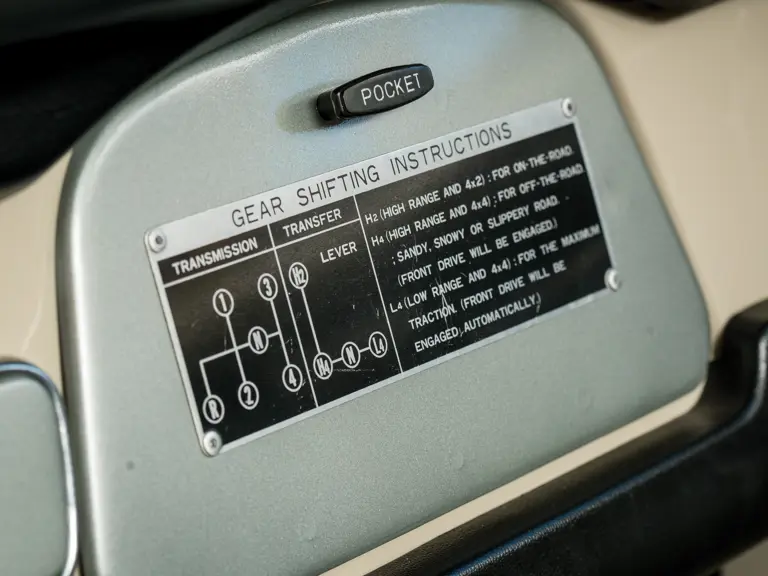 POCKET
GEAR SHIFTING INSTRUCTIONS
TRANSMISSION
1
3
N
R
2
4
TRANSFER
LEVER
H2
H4
N
L4
H2 (HIGH RANGE AND 4x2) : FOR ON-THE-ROAD.
H4 (HIGH RANGE AND 4x4) : FOR OFF-THE-ROAD.
; SANDY, SNOWY OR SLIPPERY ROAD.
(FRONT DRIVE WILL BE ENGAGED.)
L4 (LOW RANGE AND 4x4) : FOR THE MAXIMUM
TRACTION. (FRONT DRIVE WILL BE
ENGAGED, AUTOMATICALLY.)